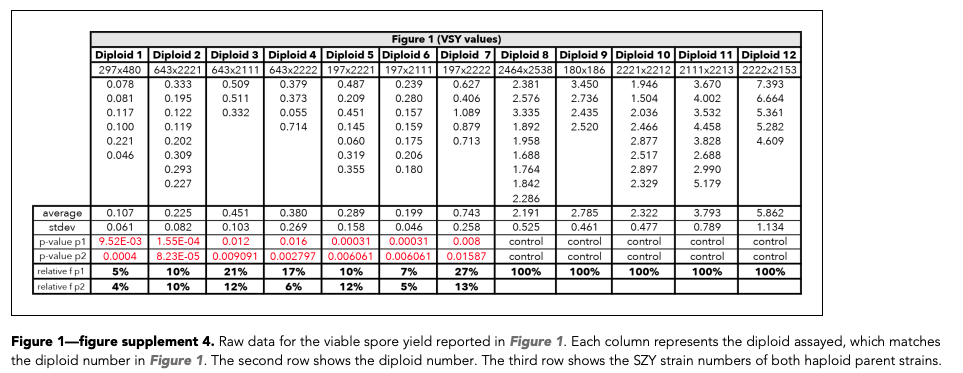 Figure 1 (VSY values)
Diploid 1 Diploid 2 Diploid 3 Diploid 4 Diploid 5 Diploid 6 Diploid 7 Diploid 8 Diploid 9 Diploid 10 Diploid 11 Diploid 12
297x480 643x2221 643x2111 643x2222 197x2221 197x2111 197x2222 2464x2538 180x186 2221x2212 2111x2213 2222x2153
0.078 0.333 0.509 0.379 0.487 0.239 0.627 2.381 3.450 1.946 3.670 7.393
0.081 0.195 0.511 0.373 0.209 0.280 0.406 2.576 2.736 1.504 4.002 6.664
0.117 0.122 0.332 0.055 0.451 0.157 1.089 3.335 2.435 2.036 3.532 5.361
0.100 0.119 0.714 0.145 0.159 0.879 1.892 2.520 2.466 4.458 5.282
0.221 0.202 0.060 0.175 0.713 1.958 2.877 3.828 4.609
0.046 0.309 0.319 0.206 1.688 2.517 2.688
0.293 0.355 0.180 1.764 2.897 2.990
0.227 1.842 2.329 5.179
2.286
average 0.107 0.225 0.451 0.380 0.289 0.199 0.743 2.191 2.785 2.322 3.793 5.862
stdev 0.061 0.082 0.103 0.269 0.158 0.046 0.258 0.525 0.461 0.477 0.789 1.134
p-value p1 9.52E-03 1.55E-04 0.012 0.016 0.00031 0.00031 0.008 control control control control control
p-value p2 0.0004 8.23E-05 0.009091 0.002797 0.006061 0.006061 0.01587 control control control control control
relative f p1 5% 10% 21% 17% 10% 7% 27% 100% 100% 100% 100% 100%
relative f p2 4% 10% 12% 6% 12% 5% 13%
Figure 1—figure supplement 4. Raw data for the viable spore yield reported in Figure 1. Each column represents the diploid assayed, which matches
the diploid number in Figure 1. The second row shows the diploid number. The third row shows the SZY strain numbers of both haploid parent strains.